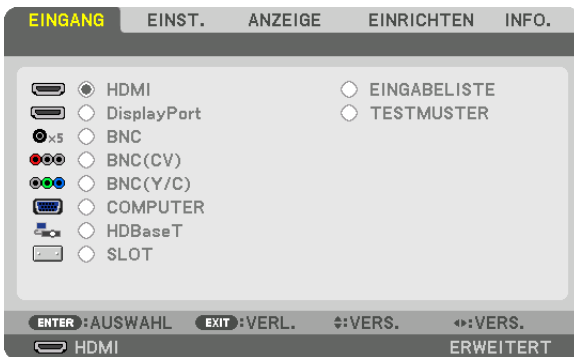 EINGANG EINST. ANZEIGE EINRICHTEN INFO.
HDMI EINGABELISTE
DisplayPort TESTMUSTER
×5 BNC
BNC(CV)
BNC(Y/C)
COMPUTER
HDBaseT
SLOT
ENTER :AUSWAHL EXIT :VERL. :VERS. :VERS.
HDMI ERWEITERT